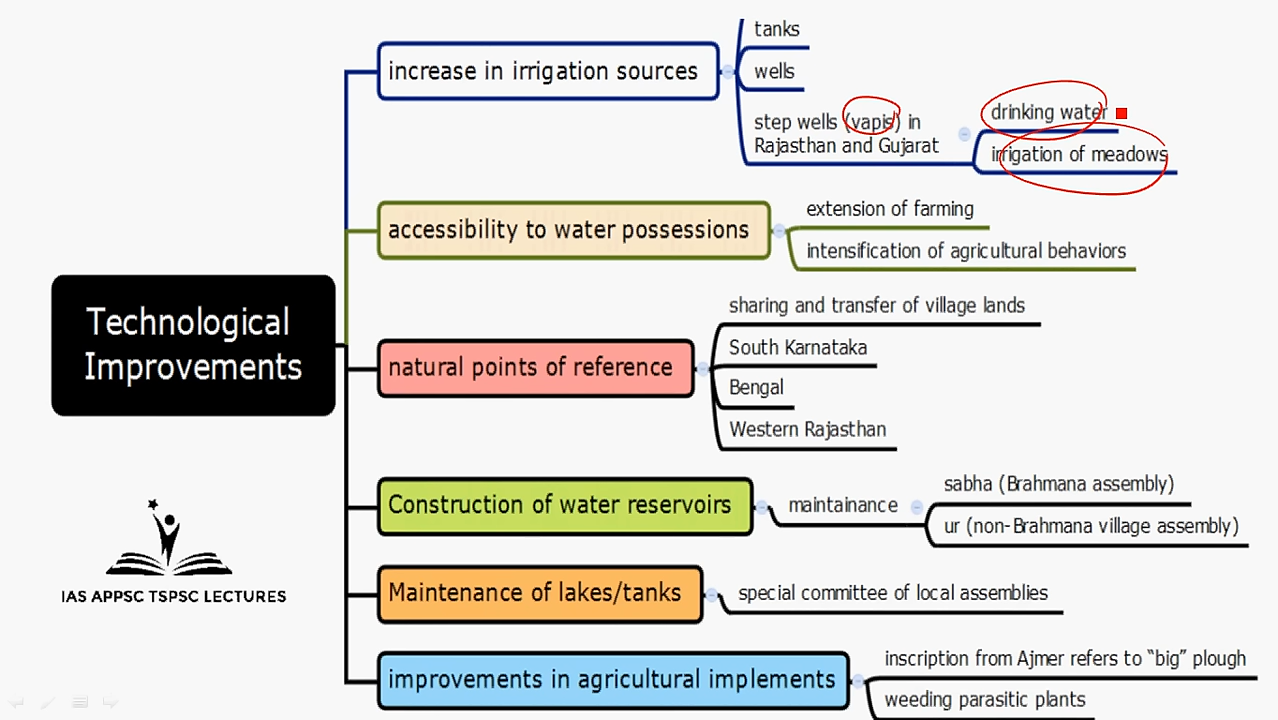 tanks
increase in irrigation sources
wells
step wells (vapis) in
Rajasthan and Gujarat
drinking water
irrigation of meadows
accessibility to water possessions
extension of farming
intensification of agricultural behaviors
Technological
Improvements
natural points of reference
sharing and transfer of village lands
South Karnataka
Bengal
Western Rajasthan
Construction of water reservoirs
maintainance
sabha (Brahmana assembly)
ur (non-Brahmana village assembly)
Maintenance of lakes/tanks
special committee of local assemblies
improvements in agricultural implements
inscription from Ajmer refers to “big” plough
weeding parasitic plants
IAS APPSC TSPSC LECTURES